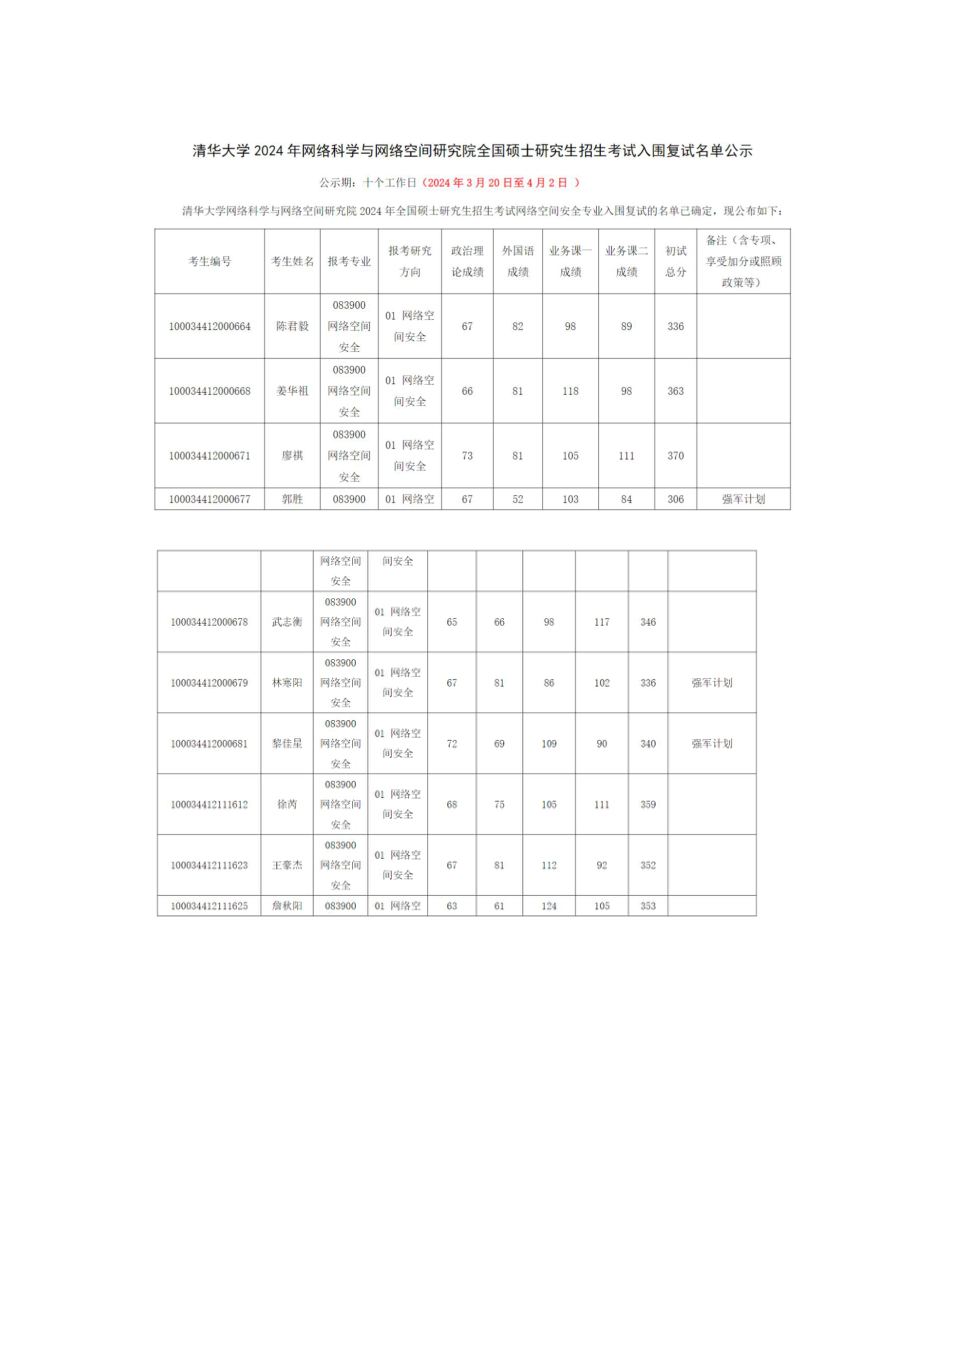 清华大学 2024 年网络科学与网络空间研究院全国硕士研究生招生考试入围复试名单公示
公示期：十个工作日（2024 年 3 月 20 日至 4 月 2 日 ）
清华大学网络科学与网络空间研究院 2024 年全国硕士研究生招生考试网络空间安全专业入围复试的名单已确定，现公布如下：
考生编号 考生姓名 报考专业 报考研究方向 政治理论成绩 外国语成绩 业务课一成绩 业务课二成绩 初试总分 备注（含专项、享受加分或照顾政策等）
100034412000664 陈君毅 083900 网络空间安全 01 网络空间安全 67 82 98 89 336
100034412000668 姜华祖 083900 网络空间安全 01 网络空间安全 66 81 118 98 363
100034412000671 廖祺 083900 网络空间安全 01 网络空间安全 73 81 105 111 370
100034412000677 郭胜 083900 01 网络空 67 52 103 84 306 强军计划
网络空间安全 间安全
100034412000678 武志衡 083900 网络空间安全 01 网络空间安全 65 66 98 117 346
100034412000679 林寒阳 083900 网络空间安全 01 网络空间安全 67 81 86 102 336 强军计划
100034412000681 黎佳星 083900 网络空间安全 01 网络空间安全 72 69 109 90 340 强军计划
100034412111612 徐芮 083900 网络空间安全 01 网络空间安全 68 75 105 111 359
100034412111623 王豪杰 083900 网络空间安全 01 网络空间安全 67 81 112 92 352
100034412111625 詹秋阳 083900 01 网络空 63 61 124 105 353